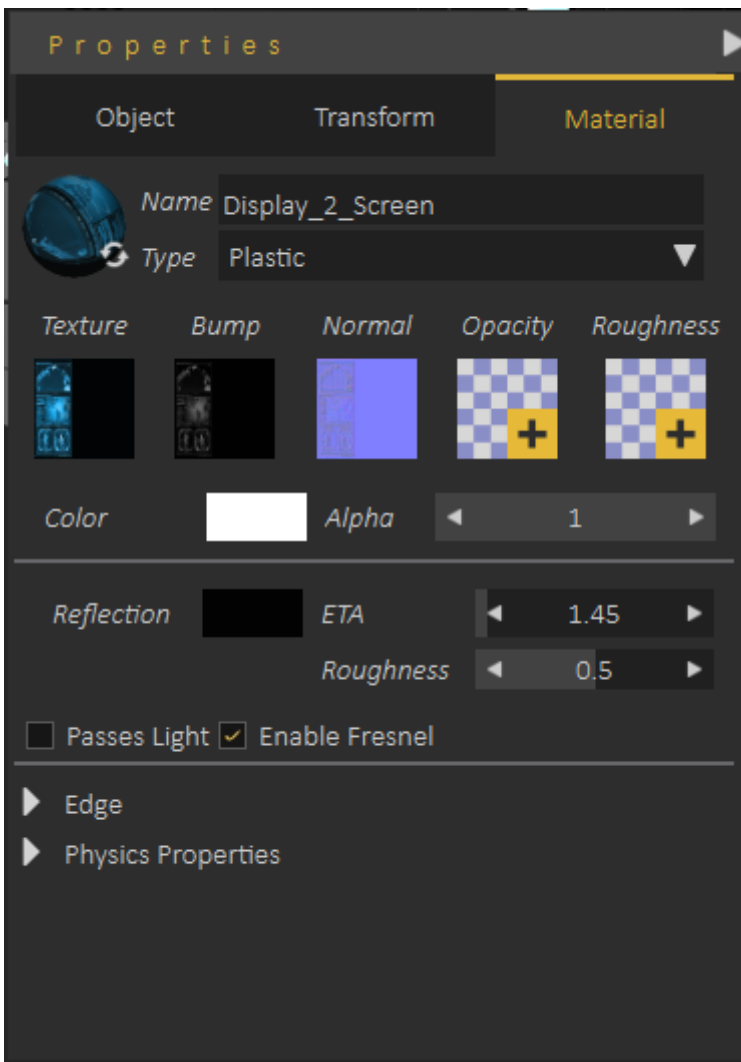 Properties
Object Transform Material
Name Display_2_Screen
Type Plastic
Texture Bump Normal Opacity Roughness
Color Alpha 1
Reflection ETA 1.45
Roughness 0.5
Passes Light Enable Fresnel
Edge
Physics Properties